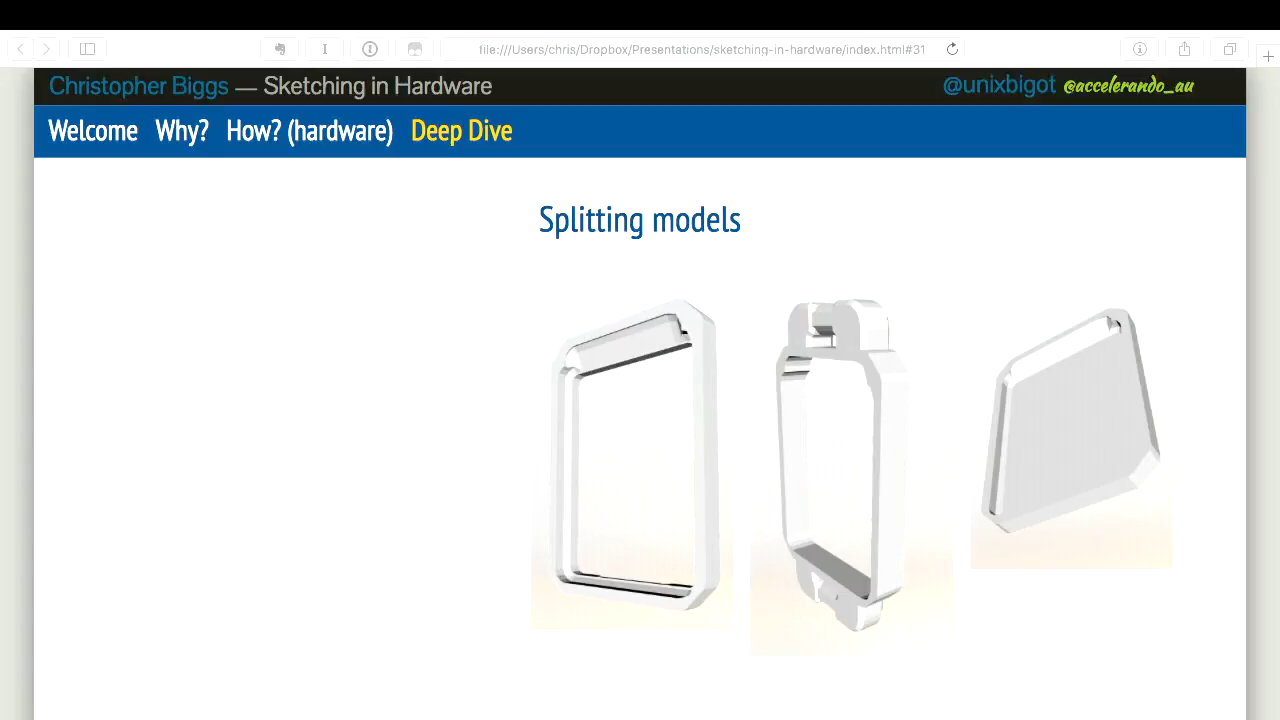 file:///Users/chris/Dropbox/Presentations/sketching-in-hardware/index.html#31
Christopher Biggs — Sketching in Hardware
@unixbigot @accelerando_au
Welcome Why? How? (hardware) Deep Dive
Splitting models